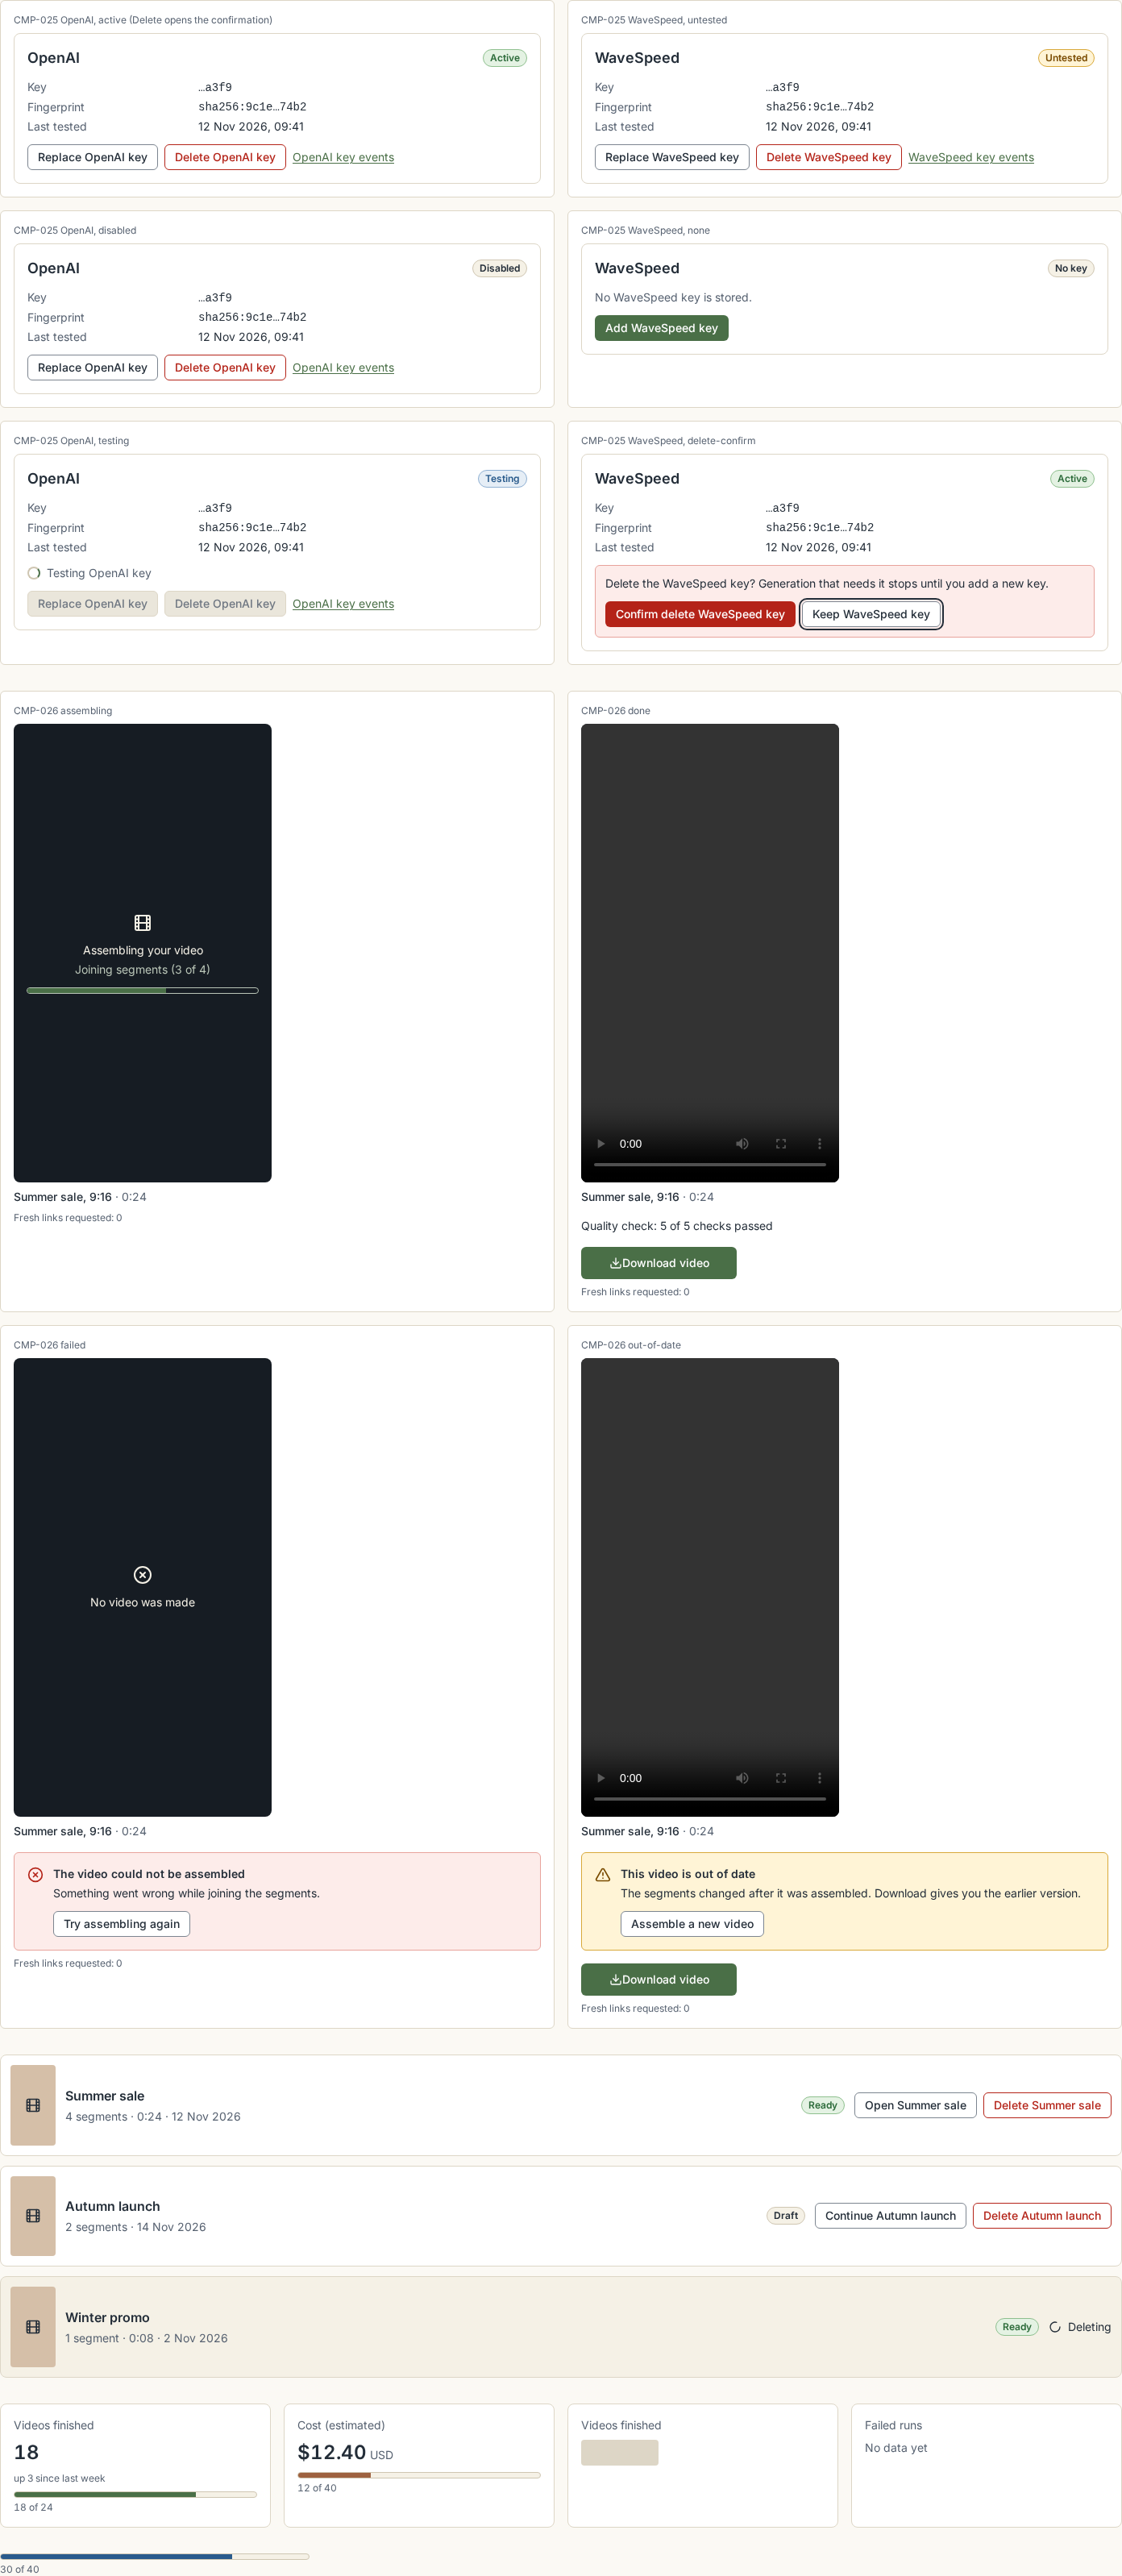 CMP-025 OpenAI, active (Delete opens the confirmation)
OpenAI
Active
Key …a3f9
Fingerprint sha256:9c1e…74b2
Last tested 12 Nov 2026, 09:41
Replace OpenAI key Delete OpenAI key OpenAI key events
CMP-025 WaveSpeed, untested
WaveSpeed
Untested
Key …a3f9
Fingerprint sha256:9c1e…74b2
Last tested 12 Nov 2026, 09:41
Replace WaveSpeed key Delete WaveSpeed key WaveSpeed key events
CMP-025 OpenAI, disabled
OpenAI
Disabled
Key …a3f9
Fingerprint sha256:9c1e…74b2
Last tested 12 Nov 2026, 09:41
Replace OpenAI key Delete OpenAI key OpenAI key events
CMP-025 WaveSpeed, none
WaveSpeed
No key
No WaveSpeed key is stored.
Add WaveSpeed key
CMP-025 OpenAI, testing
OpenAI
Testing
Key …a3f9
Fingerprint sha256:9c1e…74b2
Last tested 12 Nov 2026, 09:41
Testing OpenAI key
Replace OpenAI key Delete OpenAI key OpenAI key events
CMP-025 WaveSpeed, delete-confirm
WaveSpeed
Active
Key …a3f9
Fingerprint sha256:9c1e…74b2
Last tested 12 Nov 2026, 09:41
Delete the WaveSpeed key? Generation that needs it stops until you add a new key.
Confirm delete WaveSpeed key Keep WaveSpeed key
CMP-026 assembling
Assembling your video
Joining segments (3 of 4)
Summer sale, 9:16 · 0:24
Fresh links requested: 0
CMP-026 done
0:00
Summer sale, 9:16 · 0:24
Quality check: 5 of 5 checks passed
Download video
Fresh links requested: 0
CMP-026 failed
No video was made
Summer sale, 9:16 · 0:24
The video could not be assembled
Something went wrong while joining the segments.
Try assembling again
Fresh links requested: 0
CMP-026 out-of-date
0:00
Summer sale, 9:16 · 0:24
This video is out of date
The segments changed after it was assembled. Download gives you the earlier version.
Assemble a new video
Download video
Fresh links requested: 0
Summer sale
4 segments · 0:24 · 12 Nov 2026
Ready Open Summer sale Delete Summer sale
Autumn launch
2 segments · 14 Nov 2026
Draft Continue Autumn launch Delete Autumn launch
Winter promo
1 segment · 0:08 · 2 Nov 2026
Ready Deleting
Videos finished
18
up 3 since last week
18 of 24
Cost (estimated)
$12.40 USD
12 of 40
Videos finished
Failed runs
No data yet
30 of 40